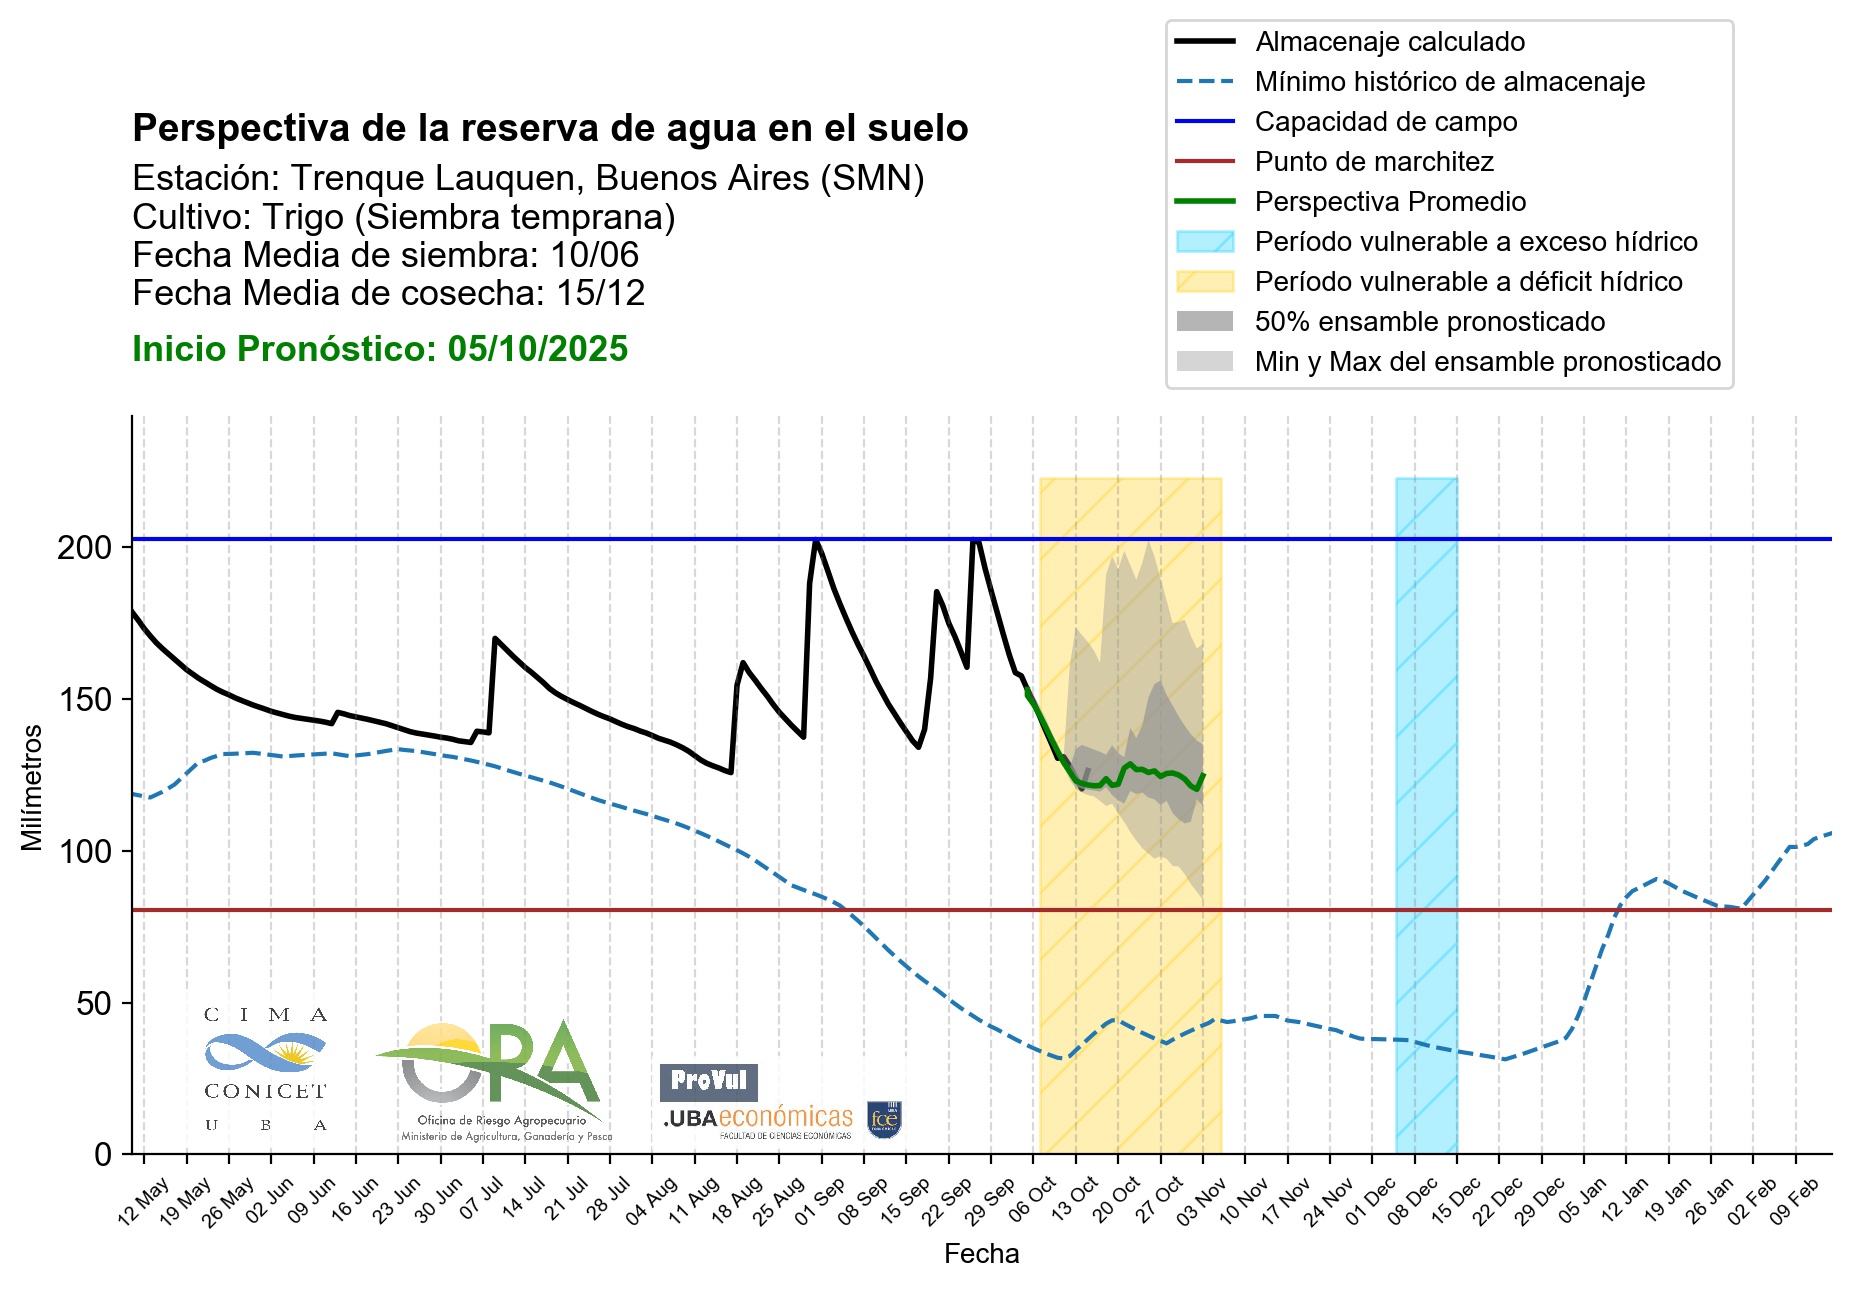 Almacenaje calculado
Mínimo histórico de almacenaje
Capacidad de campo
Punto de marchitez
Perspectiva Promedio
Período vulnerable a exceso hídrico
Período vulnerable a déficit hídrico
50% ensamble pronosticado
Min y Max del ensamble pronosticado
Perspectiva de la reserva de agua en el suelo
Estación: Trenque Lauquen, Buenos Aires (SMN)
Cultivo: Trigo (Siembra temprana)
Fecha Media de siembra: 10/06
Fecha Media de cosecha: 15/12
Inicio Pronóstico: 05/10/2025
Milímetros
200
150
100
50
0
CIMA
CONICET
UBA
ORA
Oficina de Riesgo Agropecuario
Ministerio de Agricultura, Ganadería y Pesca
ProVul
.UBAeconómicas
FACULTAD DE CIENCIAS ECONÓMICAS
UBA
fce
12 May
19 May
26 May
02 Jun
09 Jun
16 Jun
23 Jun
30 Jun
07 Jul
14 Jul
21 Jul
28 Jul
04 Aug
11 Aug
18 Aug
25 Aug
01 Sep
08 Sep
15 Sep
22 Sep
29 Sep
06 Oct
13 Oct
20 Oct
27 Oct
03 Nov
10 Nov
17 Nov
24 Nov
01 Dec
08 Dec
15 Dec
22 Dec
29 Dec
05 Jan
12 Jan
19 Jan
26 Jan
02 Feb
09 Feb
Fecha